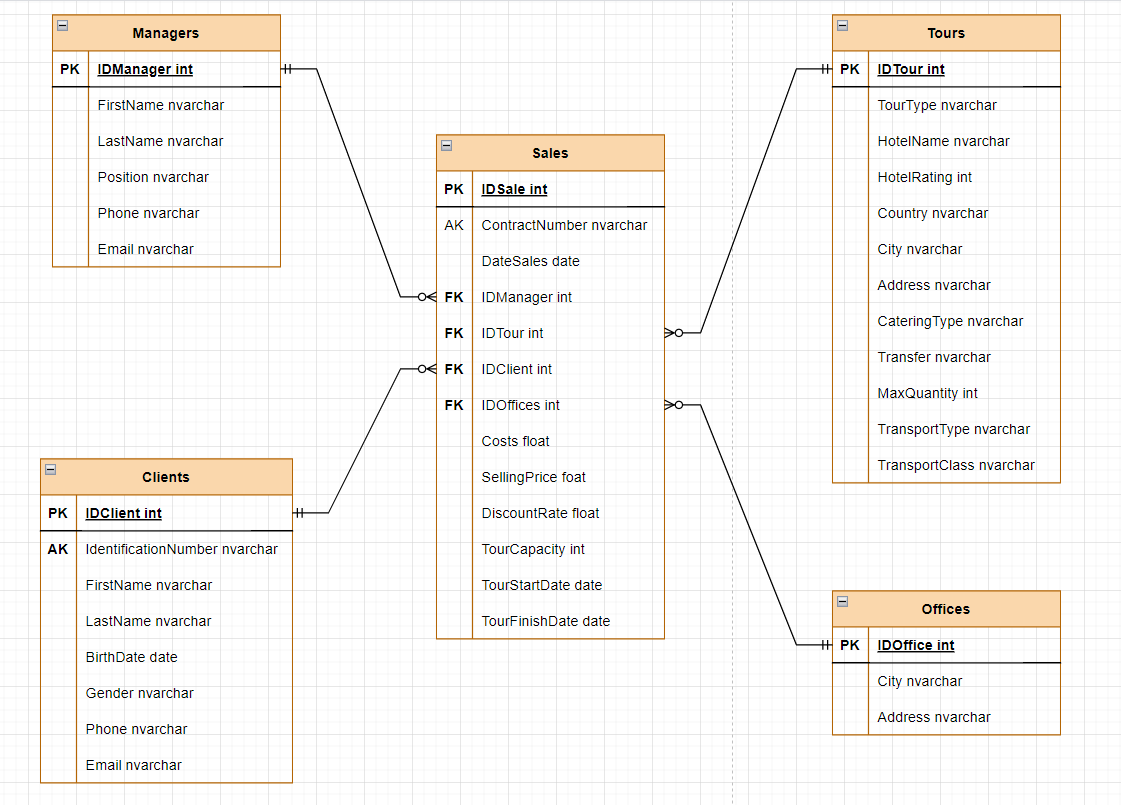 Managers
PK IDManager int
FirstName nvarchar
LastName nvarchar
Position nvarchar
Phone nvarchar
Email nvarchar
Sales
PK IDSale int
AK ContractNumber nvarchar
DateSales date
FK IDManager int
FK IDTour int
FK IDClient int
FK IDOffices int
Costs float
SellingPrice foat
DiscountRate float
TourCapacity int
TourStartDate date
TourFinishDate date
Tours
PK IDTour int
TourType nvarchar
HotelName nvarchar
HotelRating int
Country nvarchar
City nvarchar
Address nvarchar
CateringType nvarchar
Transfer nvarchar
MaxQuantity int
TransportType nvarchar
TransportClass nvarchar
Clients
PK IDClient int
AK IdentificationNumber nvarchar
FirstName nvarchar
LastName nvarchar
BirthDate date
Gender nvarchar
Phone nvarchar
Email nvarchar
Offices
PK IDOffice int
City nvarchar
Address nvarchar